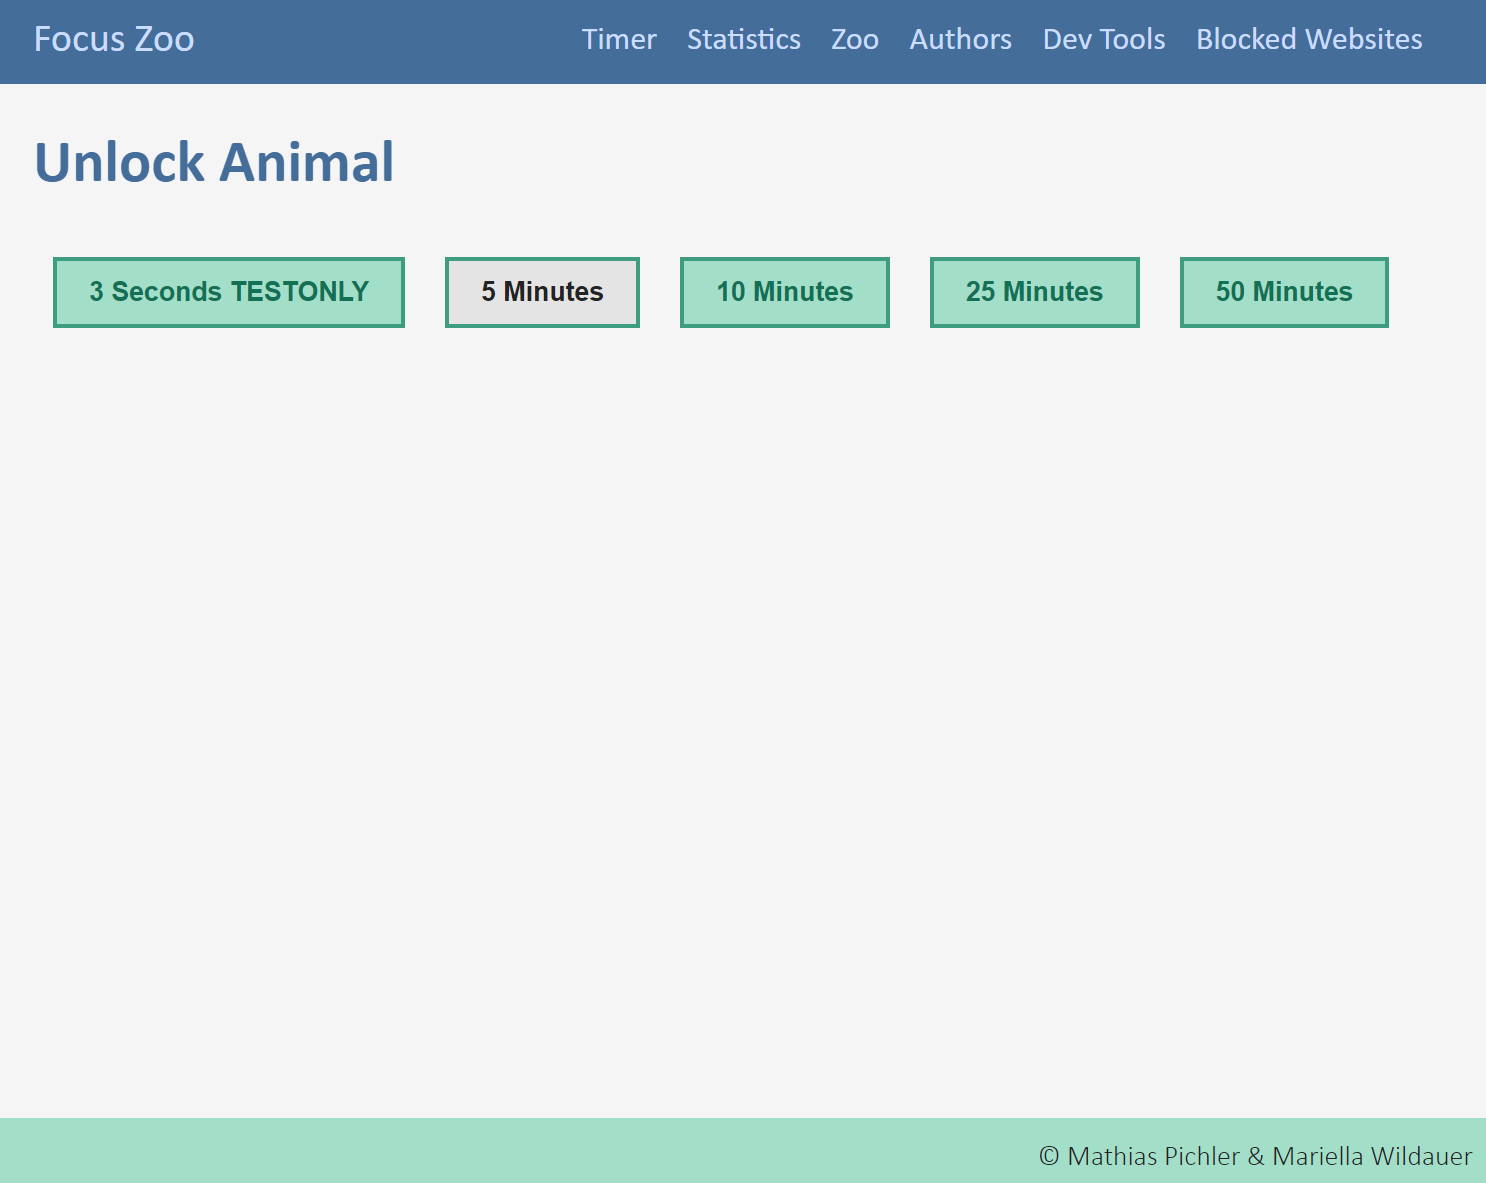 Focus Zoo Timer Statistics Zoo Authors Dev Tools Blocked Websites
Unlock Animal
3 Seconds TESTONLY 5 Minutes 10 Minutes 25 Minutes 50 Minutes
© Mathias Pichler & Mariella Wildauer